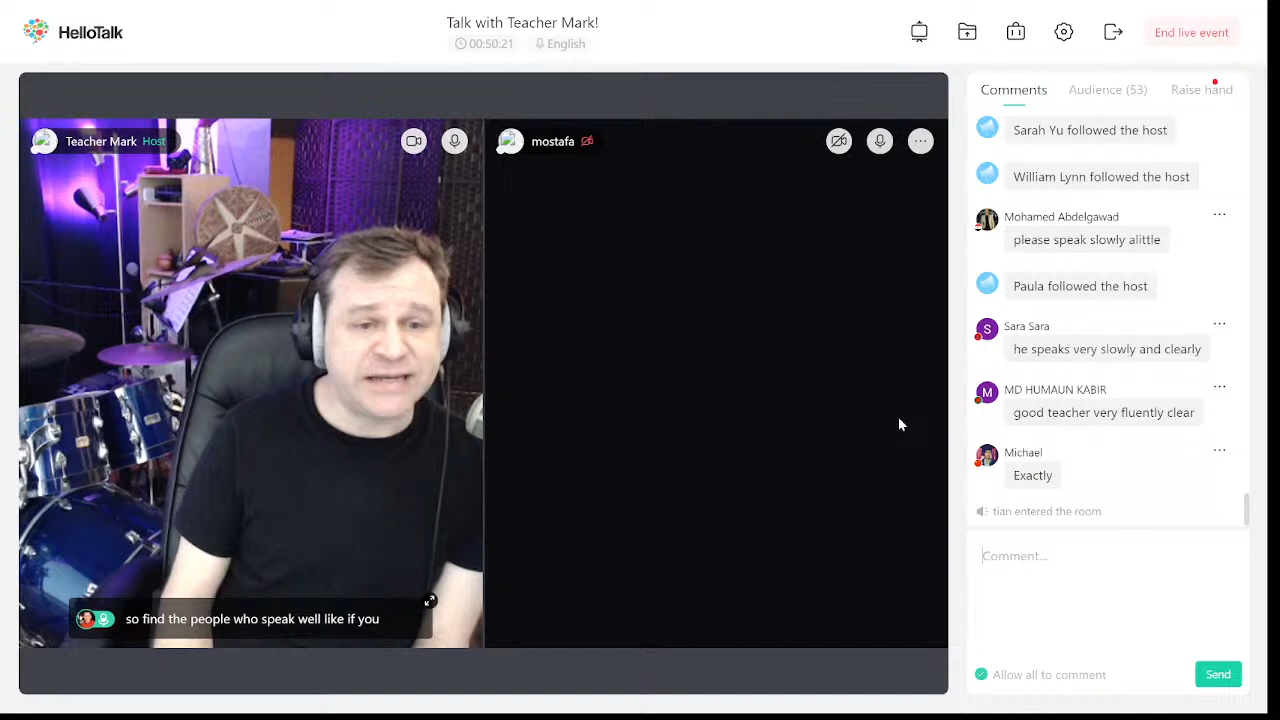 HelloTalk
Talk with Teacher Mark!
00:50:21 English
End live event
Teacher Mark Host
mostafa
so find the people who speak well like if you
Comments Audience (53) Raise hand
Sarah Yu followed the host
William Lynn followed the host
Mohamed Abdelgawad
please speak slowly alittle
Paula followed the host
Sara Sara
S
he speaks very slowly and clearly
MD HUMAUN KABIR
M
good teacher very fluently clear
Michael
Exactly
tian entered the room
Comment...
Allow all to comment
Send